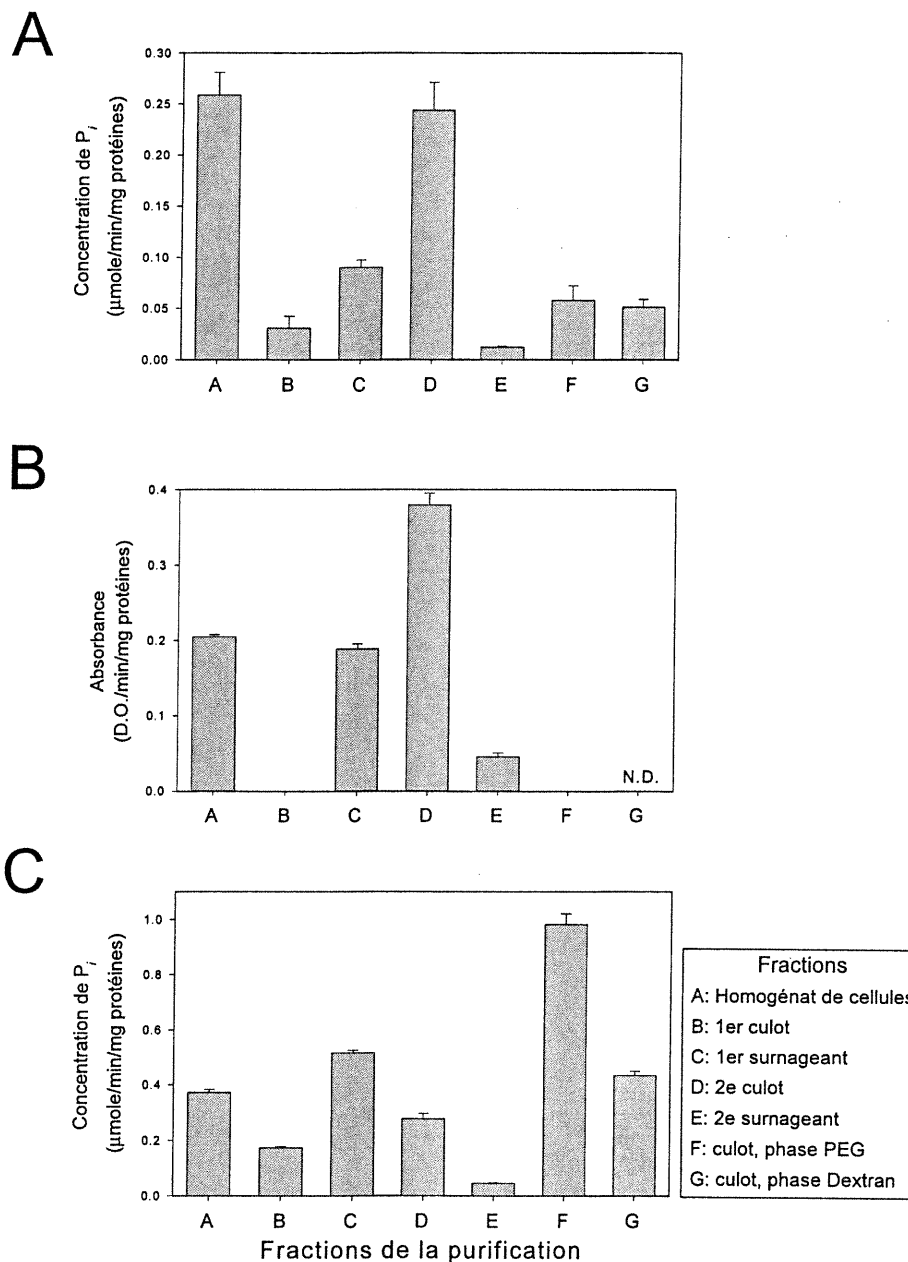 A
Concentration de Pi
(µmole/min/mg protéines)
0.30
0.25
0.20
0.15
0.10
0.05
0.00
A B C D E F G
B
Absorbance
(D.O./min/mg protéines)
0.4
0.3
0.2
0.1
0.0
N.D.
A B C D E F G
C
Concentration de Pi
(µmole/min/mg protéines)
1.0
0.8
0.6
0.4
0.2
0.0
A B C D E F G
Fractions de la purification
Fractions
A: Homogénat de cellules
B: 1er culot
C: 1er surnageant
D: 2e culot
E: 2e surnageant
F: culot, phase PEG
G: culot, phase Dextran